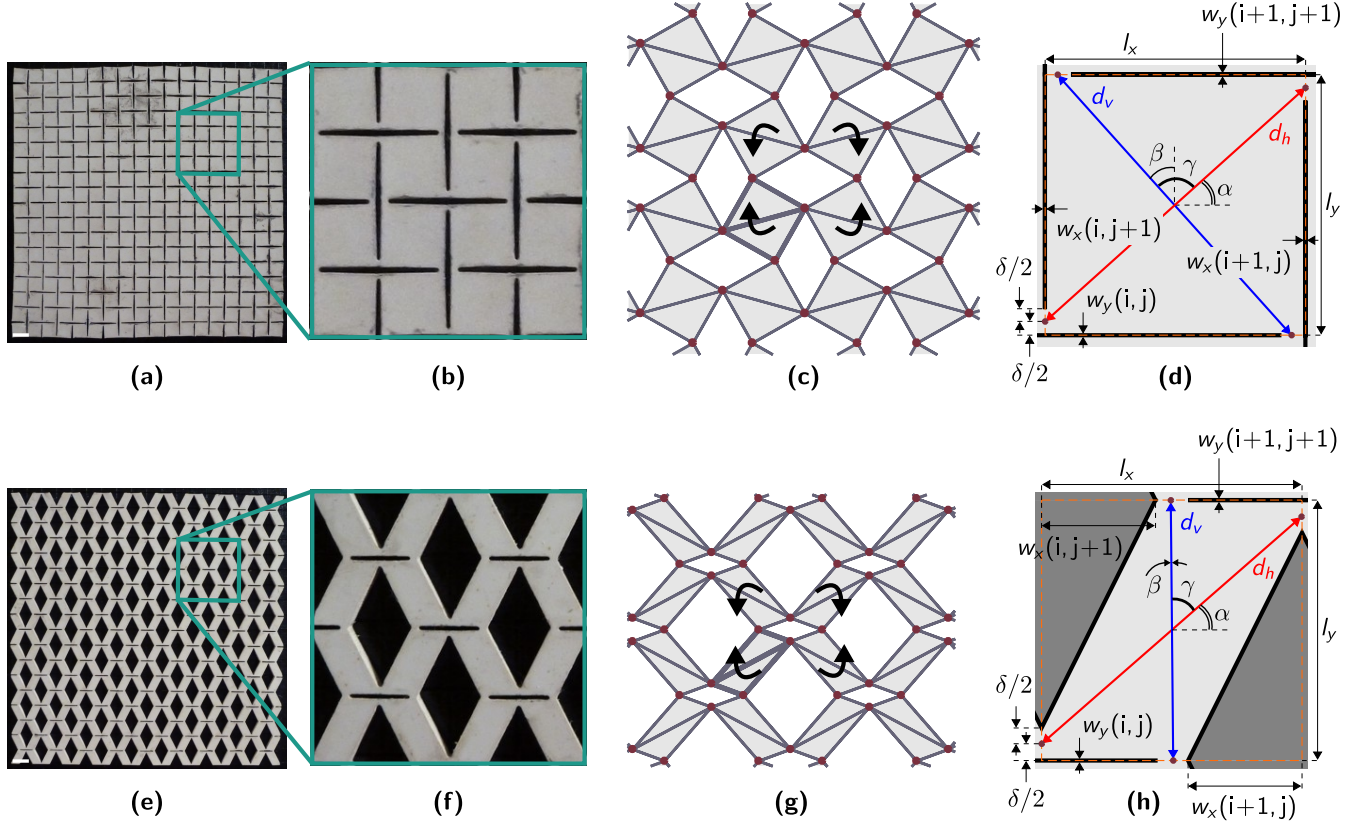 w_y(i+1, j+1)
l_x
d_v
d_h
β
γ
α
l_y
w_x(i, j+1)
w_x(i+1, j)
δ/2
w_y(i, j)
δ/2
(a)
(b)
(c)
(d)
w_y(i+1, j+1)
l_x
d_v
w_x(i, j+1)
d_h
β
γ
α
l_y
δ/2
w_y(i, j)
δ/2
w_x(i+1, j)
(e)
(f)
(g)
(h)